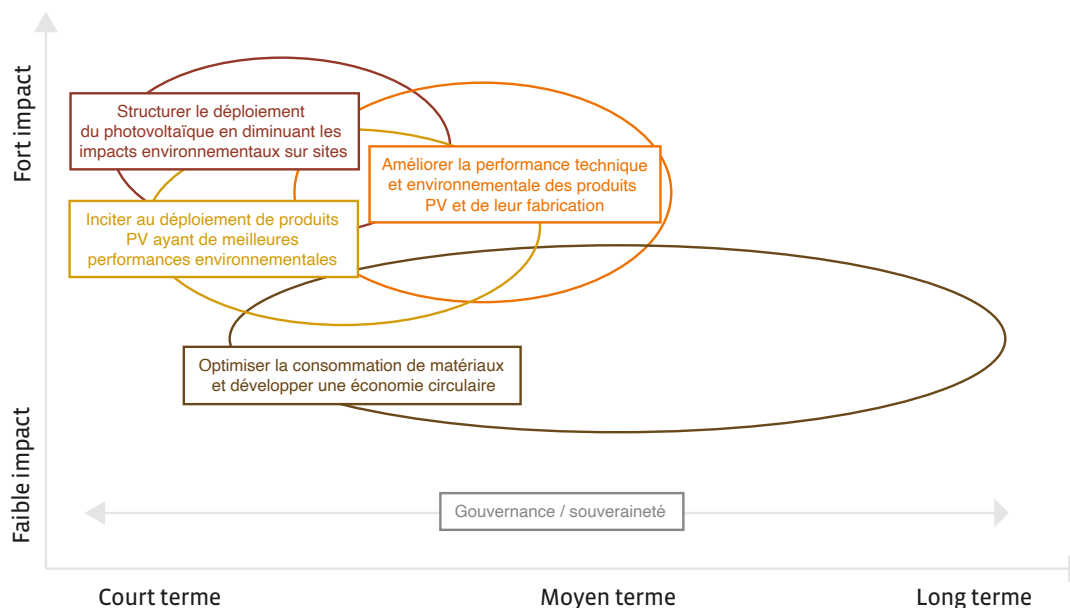 Fort impact
Faible impact
Structurer le déploiement
du photovoltaïque en diminuant les
impacts environnementaux sur sites
Améliorer la performance technique
et environnementale des produits
PV et de leur fabrication
Inciter au déploiement de produits
PV ayant de meilleures
performances environnementales
Optimiser la consommation de matériaux
et développer une économie circulaire
Gouvernance / souveraineté
Court terme
Moyen terme
Long terme